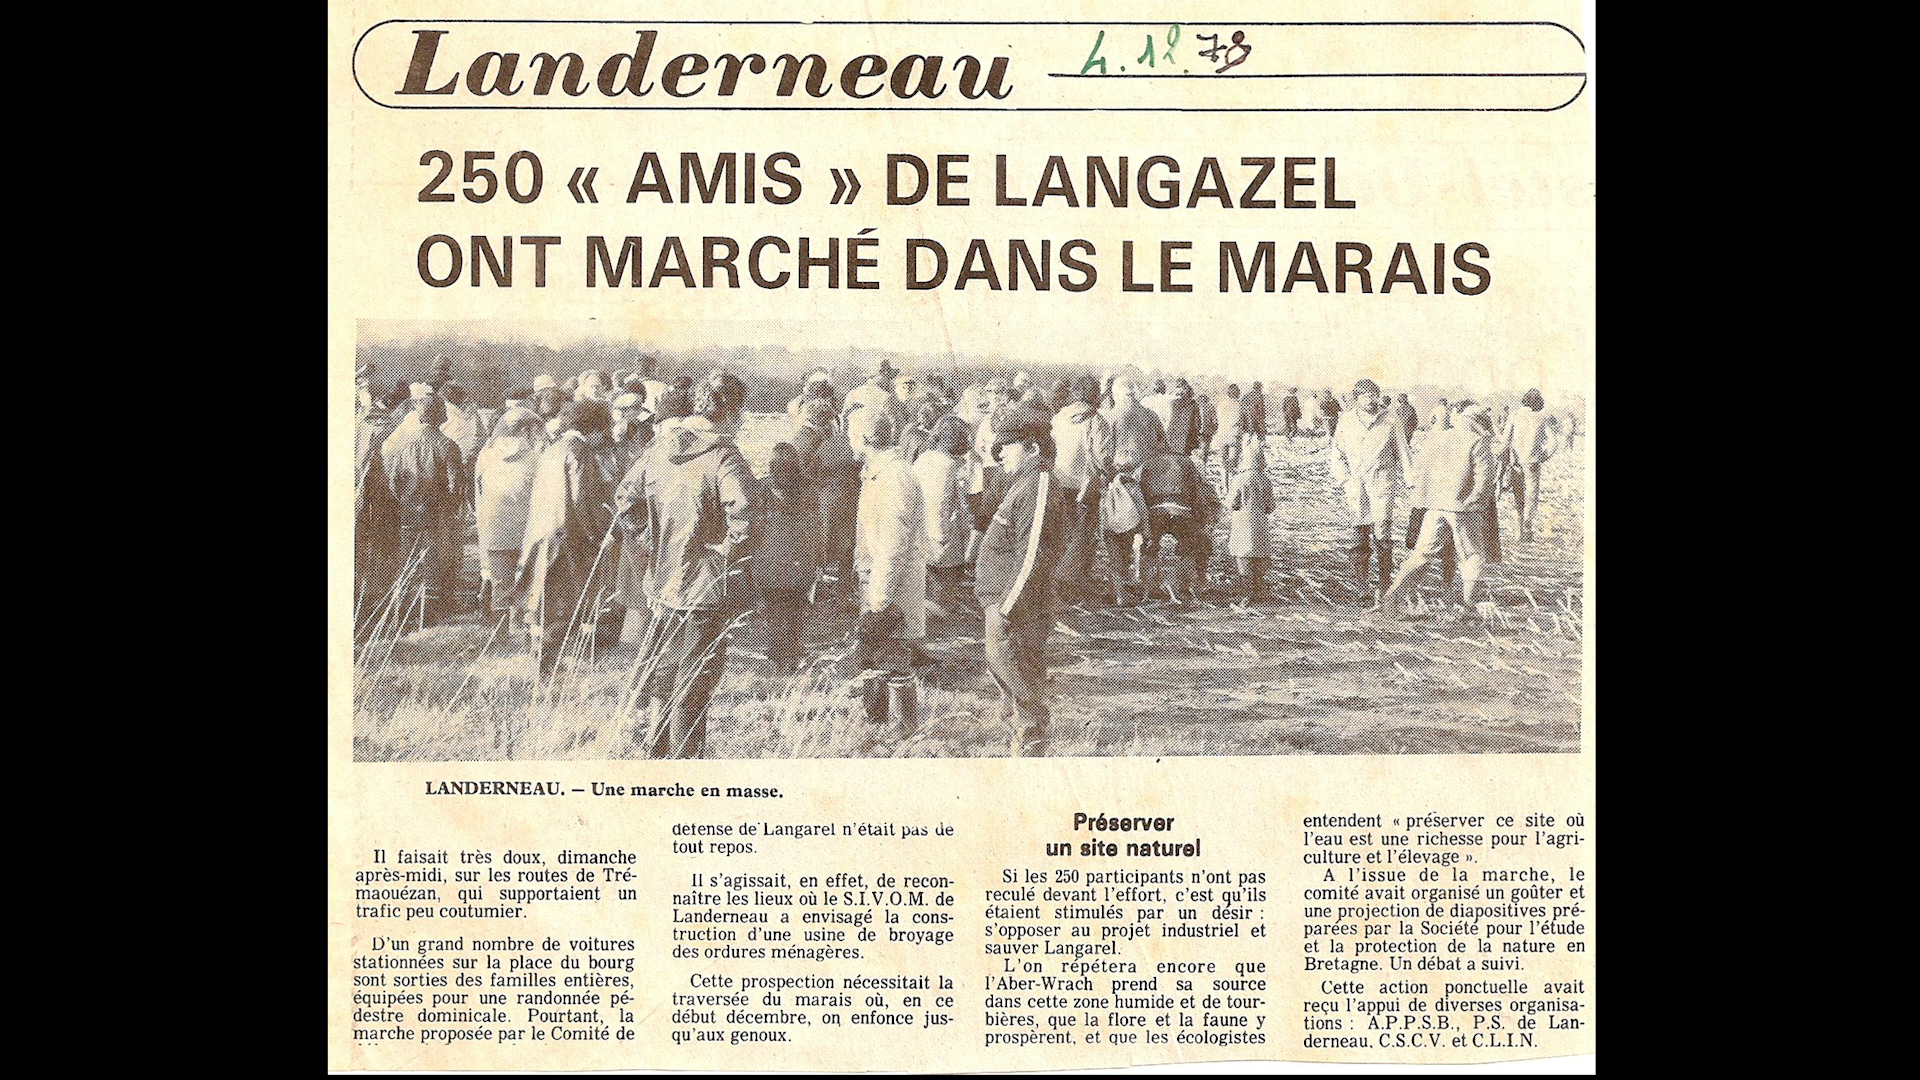 Landerneau
4.12.78
250 « AMIS » DE LANGAZEL
ONT MARCHÉ DANS LE MARAIS
LANDERNEAU. — Une marche en masse.
Il faisait très doux, dimanche
après-midi, sur les routes de Tré-
maouézan, qui supportaient un
trafic peu coutumier.
D'un grand nombre de voitures
stationnées sur la place du bourg
sont sorties des familles entières,
équipées pour une randonnée pé-
destre dominicale. Pourtant, la
marche proposée par le Comité de
défense de Langarel n'était pas de
tout repos.
Il s'agissait, en effet, de recon-
naître les lieux où le S.I.V.O.M. de
Landerneau a envisagé la cons-
truction d'une usine de broyage
des ordures ménagères.
Cette prospection nécessitait la
traversée du marais où, en ce
début décembre, on enfonce jus-
qu'aux genoux.
Préserver
un site naturel
Si les 250 participants n'ont pas
reculé devant l'effort, c'est qu'ils
étaient stimulés par un désir :
s'opposer au projet industriel et
sauver Langarel.
L'on répétera encore que
l'Aber-Wrach prend sa source
dans cette zone humide et de tour-
bières, que la flore et la faune y
prospèrent, et que les écologistes
entendent « préserver ce site où
l'eau est une richesse pour l'agri-
culture et l'élevage ».
A l'issue de la marche, le
comité avait organisé un goûter et
une projection de diapositives pré-
parées par la Société pour l'étude
et la protection de la nature en
Bretagne. Un débat a suivi.
Cette action ponctuelle avait
reçu l'appui de diverses organisa-
tions : A.P.P.S.B., P.S. de Lan-
derneau, C.S.C.V. et C.L.I.N.